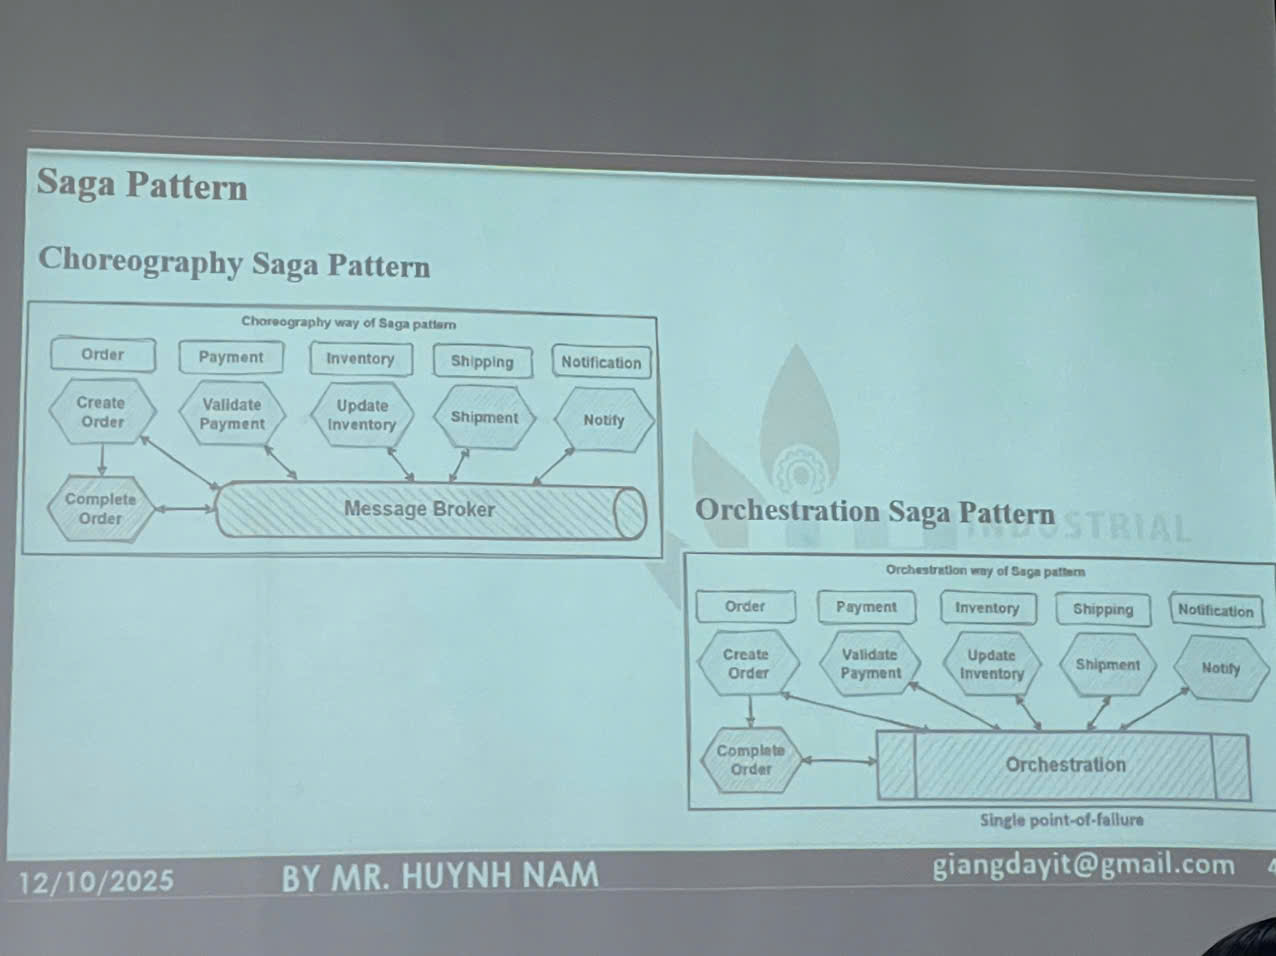 Saga Pattern
Choreography Saga Pattern
Choreography way of Saga pattern
Order
Payment
Inventory
Shipping
Notification
Create
Order
Validate
Payment
Update
Inventory
Shipment
Notify
Complete
Order
Message Broker
INDUSTRIAL
Orchestration Saga Pattern
Orchestration way of Saga pattern
Order
Payment
Inventory
Shipping
Notification
Create
Order
Validate
Payment
Update
Inventory
Shipment
Notify
Complete
Order
Orchestration
Single point-of-failure
12/10/2025
BY MR. HUYNH NAM
giangdayit@gmail.com